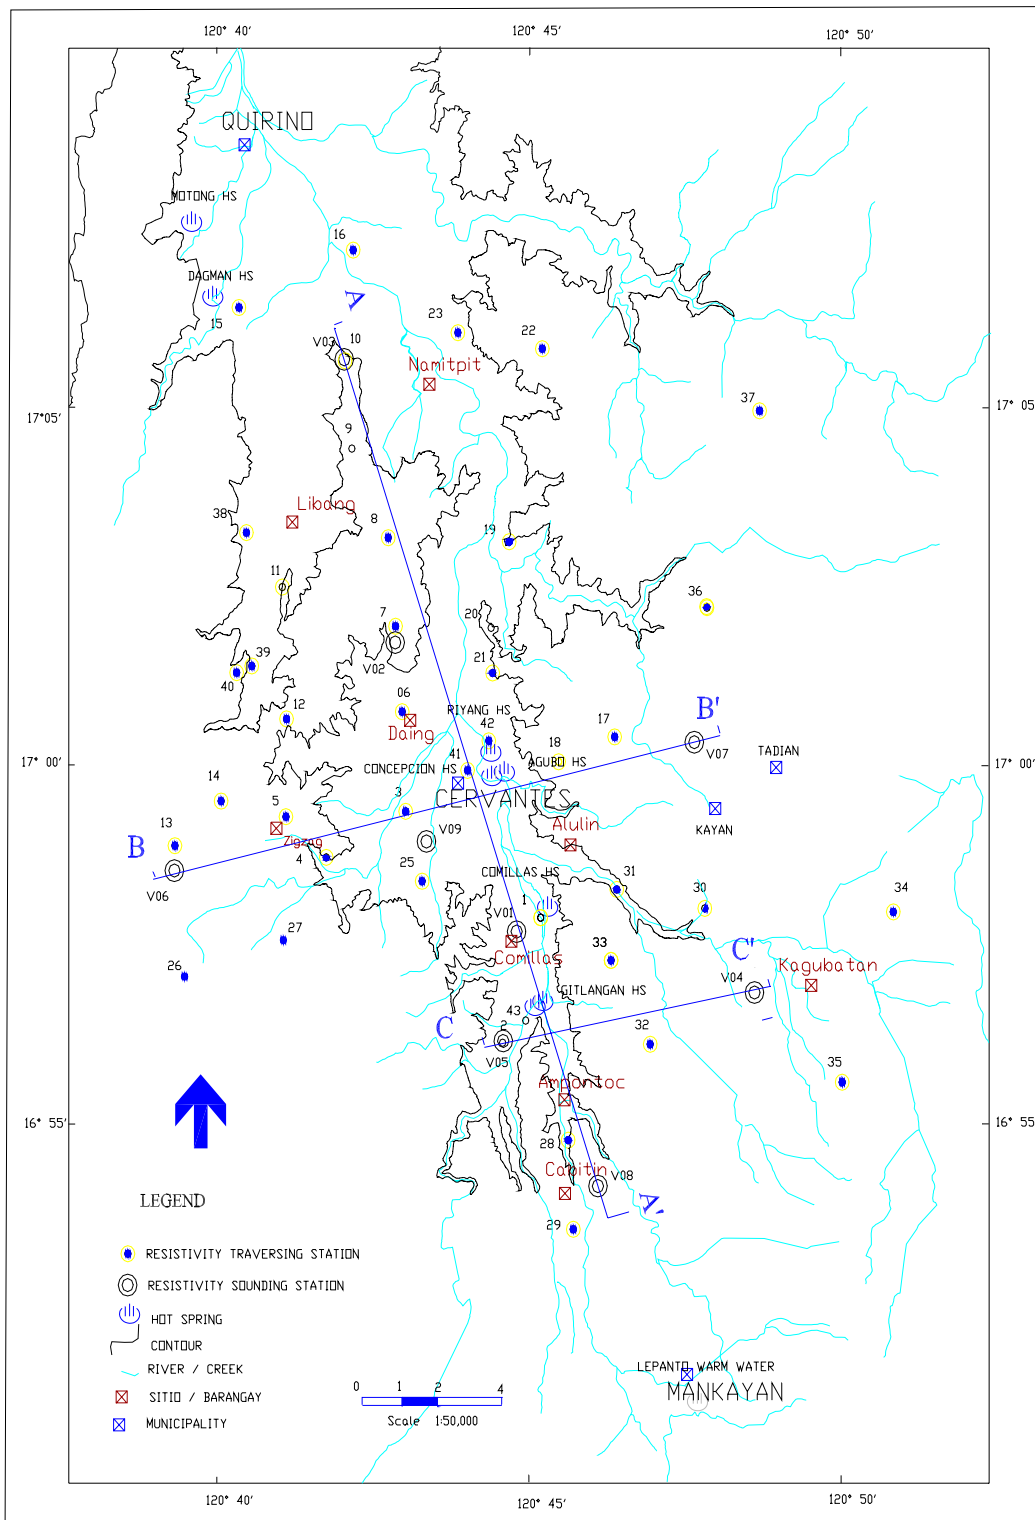 120° 40'
120° 45'
120° 50'
QUIRINO
MOTONG HS
16
DAGMAN HS
A
15
23
22
V03
10
Namitpit
37
17°05'
17°05'
9
Libang
38
8
19
11
36
7
20
V02
39
21
40
06
12
RIYANG HS
B'
Daing
42
17
41
18
TADIAN
V07
17° 00'
17° 00'
CONCEPCION HS
AGUBO HS
14
CERVANTES
3
5
KAYAN
13
Alulin
V09
B
Zigzag
4
25
COMILLAS HS
V06
31
1
30
34
V01
27
33
C'
Comillas
Kagubatan
26
V04
GITLANGAN HS
43
C
2
32
V05
35
Ampontoc
16 55'
16 55'
28
Cabitin
V08
A'
29
LEGEND
RESISTIVITY TRAVERSING STATION
RESISTIVITY SOUNDING STATION
HOT SPRING
CONTOUR
RIVER / CREEK
SITIO / BARANGAY
MUNICIPALITY
LEPANTO WARM WATER
MANKAYAN
0 1 2 4
Scale 1:50,000
120° 40'
120° 45'
120° 50'